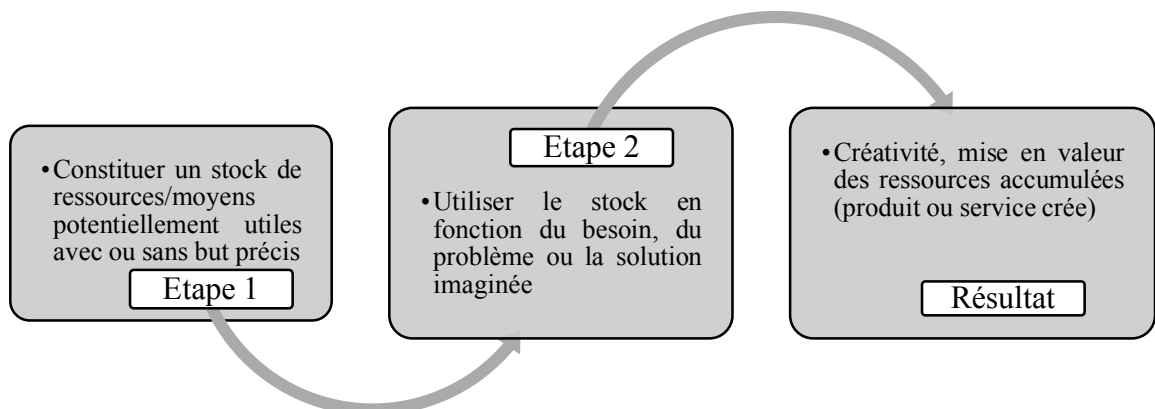 •Constituer un stock de
ressources/moyens
potentiellement utiles
avec ou sans but précis
Etape 1
Etape 2
•Utiliser le stock en
fonction du besoin, du
problème ou la solution
imaginée
•Créativité, mise en valeur
des ressources accumulées
(produit ou service crée)
Résultat